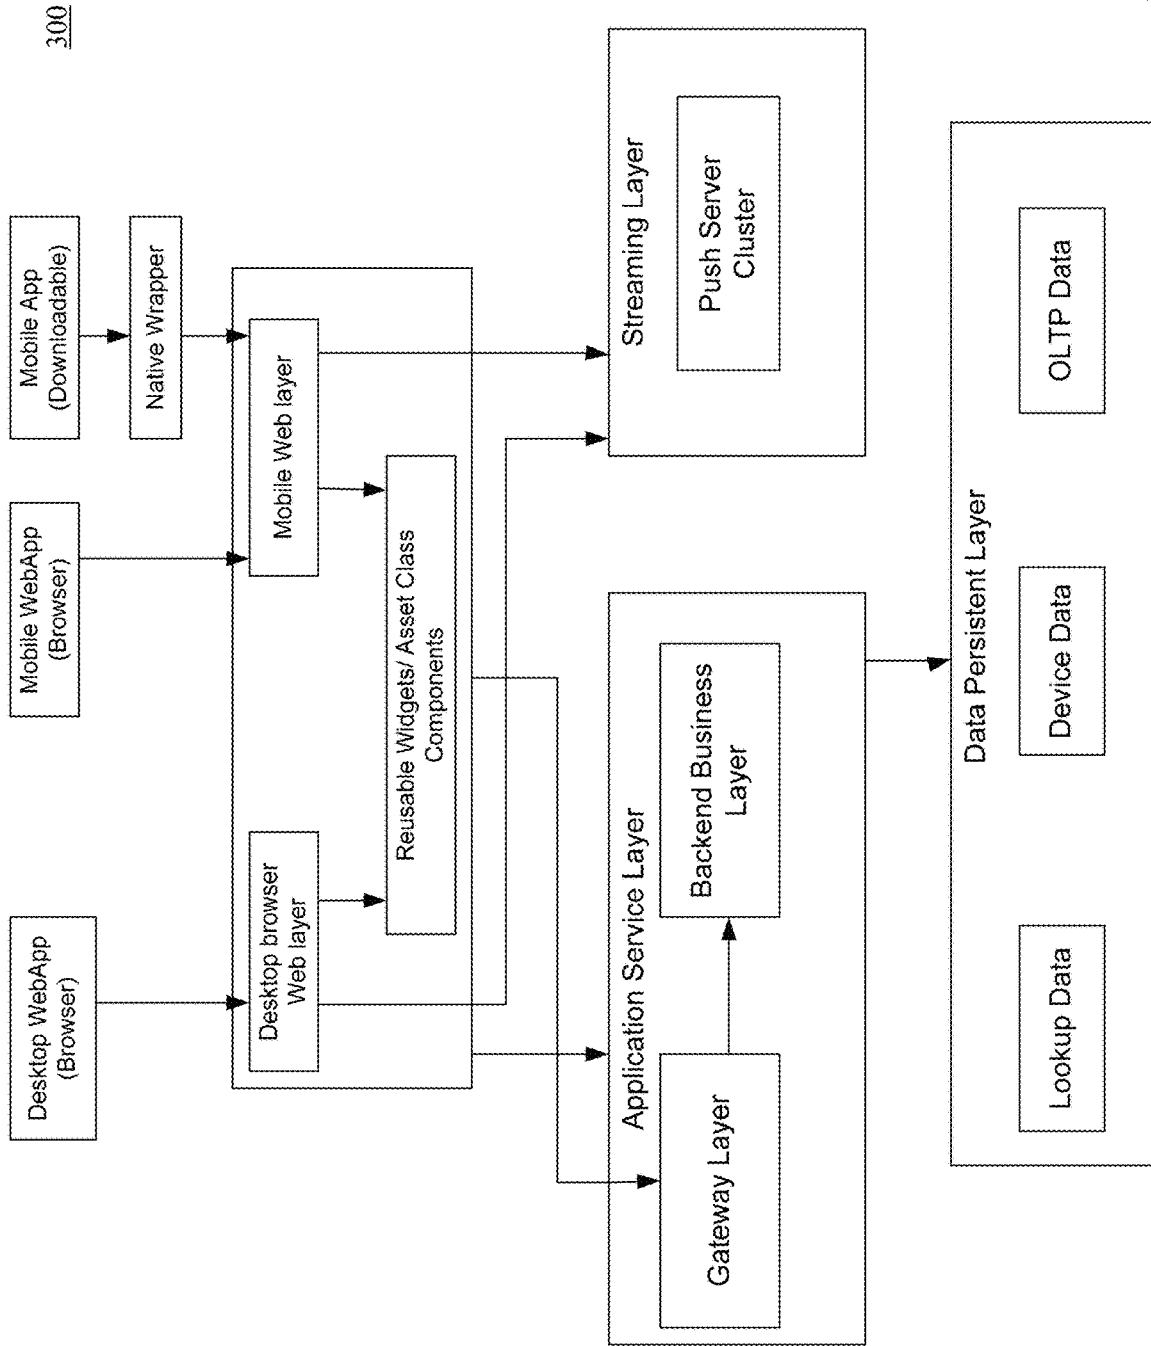 300
Desktop WebApp
(Browser)
Mobile WebApp
(Browser)
Mobile App
(Downloadable)
Native Wrapper
Desktop browser
Web layer
Mobile Web layer
Reusable Widgets/ Asset Class
Components
Application Service Layer
Gateway Layer
Backend Business
Layer
Streaming Layer
Push Server
Cluster
Data Persistent Layer
Lookup Data
Device Data
OLTP Data